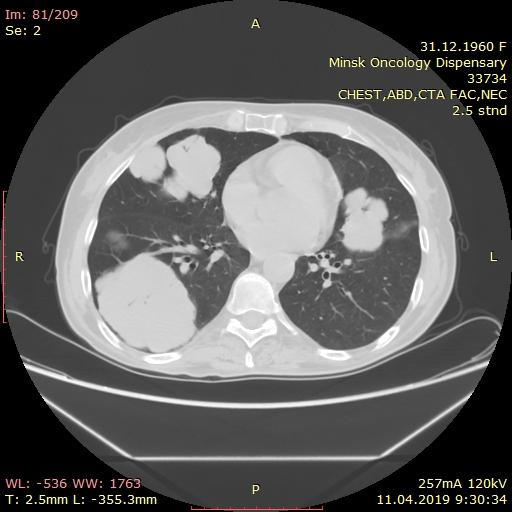 Im: 81/209
Se: 2
A
31.12.1960 F
Minsk Oncology Dispensary
33734
CHEST,ABD,CTA FAC,NEC
2.5 stnd
R
L
WL: -536 WW: 1763
T: 2.5mm L: -355.3mm
P
257mA 120kV
11.04.2019 9:30:34